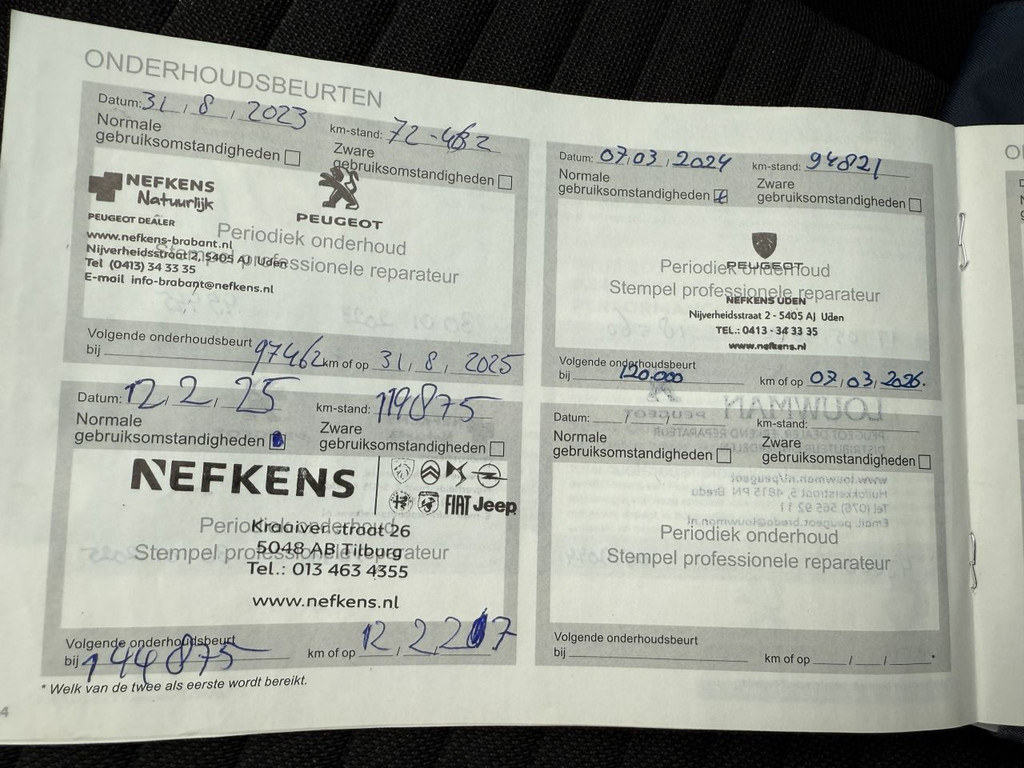 ONDERHOUDSBEURTEN
Datum: 31, 8, 2023 km-stand: 72-462
Normale gebruiksomstandigheden
Zware gebruiksomstandigheden
NEFKENS
Natuurlijk
PEUGEOT DEALER
PEUGEOT
www.nefkens-brabant.nl
Nijverheidsstraat 2, 5405 AJ Uden
Tel (0413) 34 33 35
E-mail info-brabant@nefkens.nl
Periodiek onderhoud
Stempel professionele reparateur
Volgende onderhoudsbeurt
bij 97462 km of op 31, 8, 2025
Datum: 07,03, 2024 km-stand: 94821
Normale
gebruiksomstandigheden
Zware
gebruiksomstandigheden
PEUGEOT
Periodiek onderhoud
Stempel professionele reparateur
NEFKENS UDEN
Nijverheidsstraat 2 - 5405 AJ Uden
TEL.: 0413 - 34 33 35
www.nefkens.nl
Volgende onderhoudsbeurt
bij 120.000 km of op 07,03,2026.
Datum: 12, 2, 25 km-stand: 119875
Normale
gebruiksomstandigheden
Zware
gebruiksomstandigheden
NEFKENS
FIAT Jeep
Periodiek onderhoud
Stempel professionele reparateur
Kraaivenstraat 26
5048 AB Tilburg
Tel.: 013 463 4355
www.nefkens.nl
Volgende onderhoudsbeurt
bij 144875 km of op 12, 2, 27
Datum: / / km-stand:
Normale
gebruiksomstandigheden
Zware
gebruiksomstandigheden
Periodiek onderhoud
Stempel professionele reparateur
Volgende onderhoudsbeurt
bij km of op / / *
* Welk van de twee als eerste wordt bereikt.
4